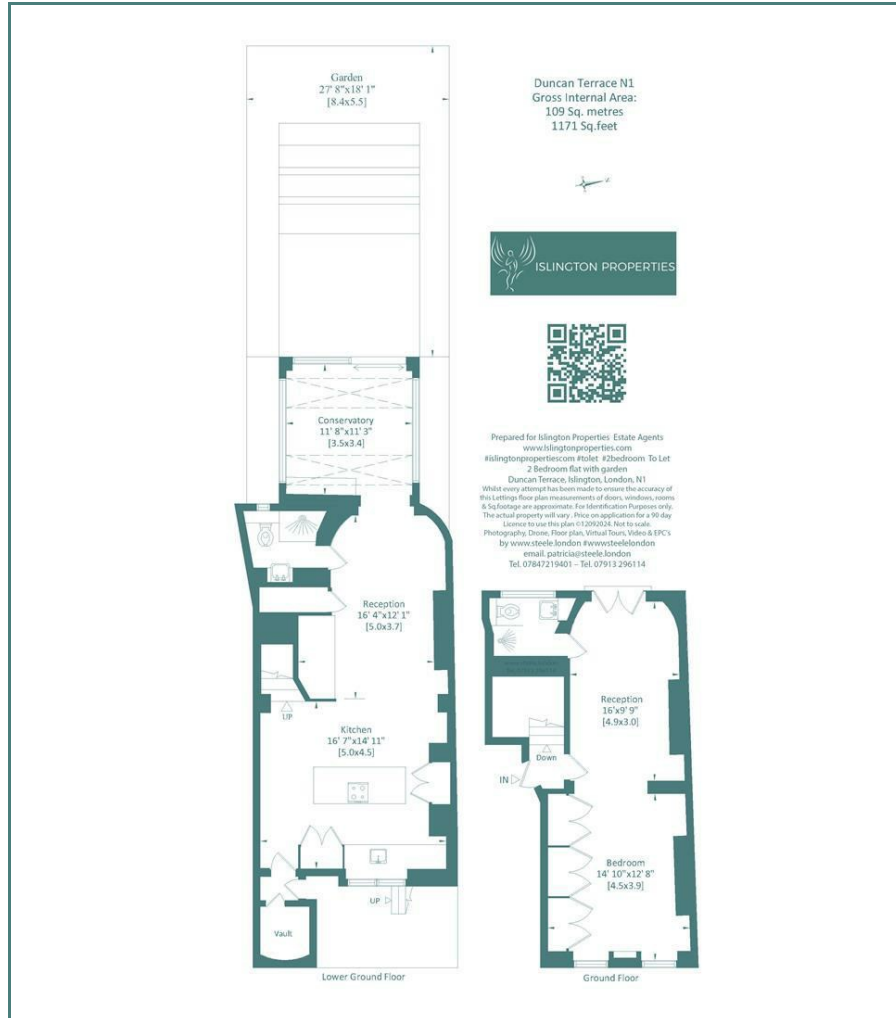 Garden
27' 8"x18' 1"
[8.4x5.5]
Duncan Terrace N1
Gross Internal Area:
109 Sq. metres
1171 Sq.feet
ISLINGTON PROPERTIES
Prepared for Islington Properties Estate Agents
www.Islingtonproperties.com
#islingtonpropertiescom #tolet #2bedroom To Let
2 Bedroom flat with garden
Duncan Terrace, Islington, London, N1
Whilst every attempt has been made to ensure the accuracy of
this Lettings floor plan measurements of doors, windows, rooms
& Sq.footage are approximate. For Identification Purposes only.
The actual property will vary. Price on application for a 90 day
Licence to use this plan ©12092024. Not to scale.
Photography, Drone, Floor plan, Virtual Tours, Video & EPC's
by www.steele.london #wwwsteelelondon
email. patricia@steele.london
Tel. 07847219401 – Tel. 07913 296114
Conservatory
11' 8"x11' 3"
[3.5x3.4]
Reception
16' 4"x12' 1"
[5.0x3.7]
UP
Kitchen
16' 7"x14' 11"
[5.0x4.5]
UP
Vault
Lower Ground Floor
Reception
16'x9' 9"
[4.9x3.0]
Down
IN
Bedroom
14' 10"x12' 8"
[4.5x3.9]
Ground Floor